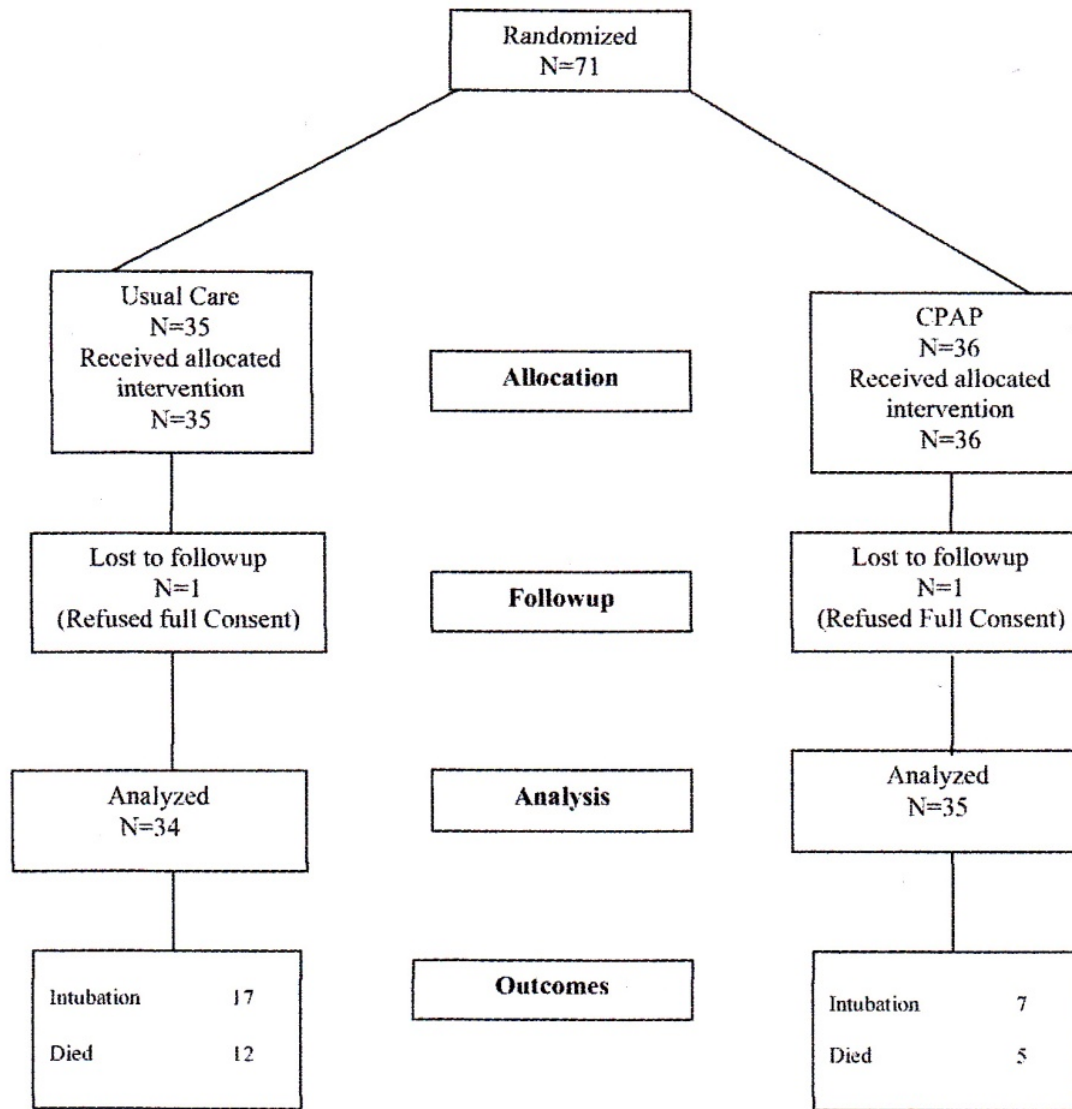 Randomized
N=71
Usual Care
N=35
Received allocated
intervention
N=35
Allocation
CPAP
N=36
Received allocated
intervention
N=36
Lost to followup
N=1
(Refused full Consent)
Followup
Lost to followup
N=1
(Refused Full Consent)
Analyzed
N=34
Analysis
Analyzed
N=35
Intubation 17
Died 12
Outcomes
Intubation 7
Died 5